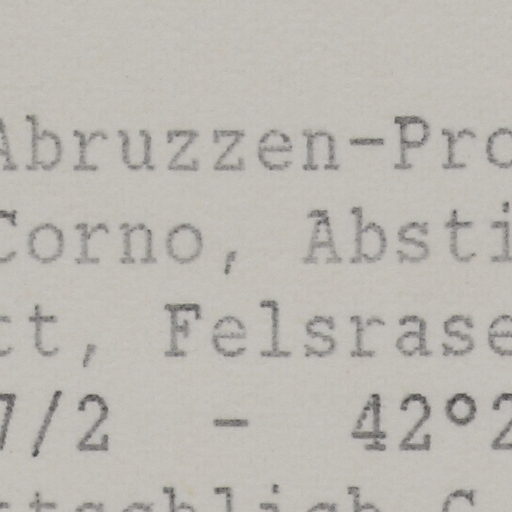 Abruzzen-Pro
Corno, Absti
ct, Felsrase
7/2 - 42°2